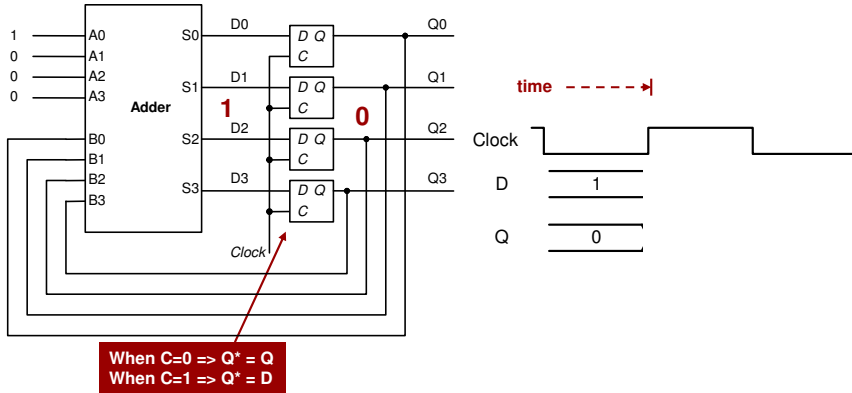 D0 Q0
1 A0 S0 D Q
0 A1 C
0 A2 D1 Q1
0 A3 S1 D Q
Adder 1 C
D2 0 Q2
B0 S2 D Q
B1 C
B2 D3 Q3
B3 S3 D Q
C
Clock
time
Clock
D 1
Q 0
When C=0 => Q* = Q
When C=1 => Q* = D